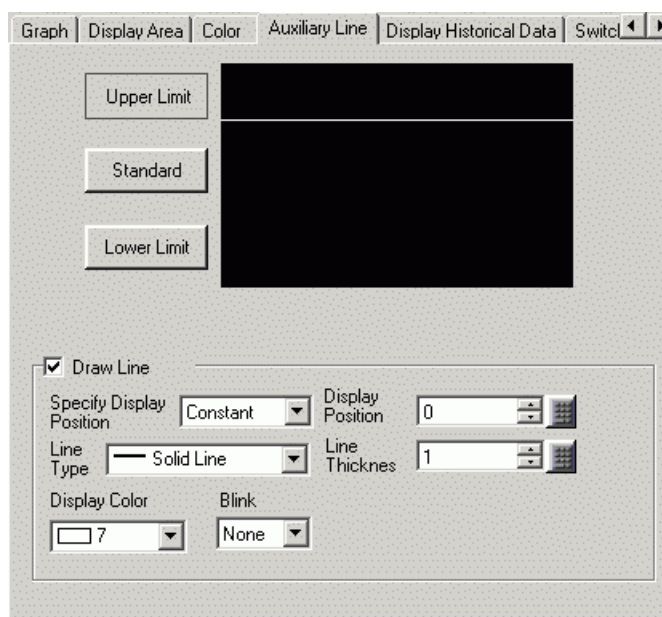 Graph Display Area Color Auxiliary Line Display Historical Data
Upper Limit
Standard
Lower Limit
Draw Line
Specify Display Position Constant Display Position 0
Line Type Solid Line Line Thicknes 1
Display Color Blink
7 None